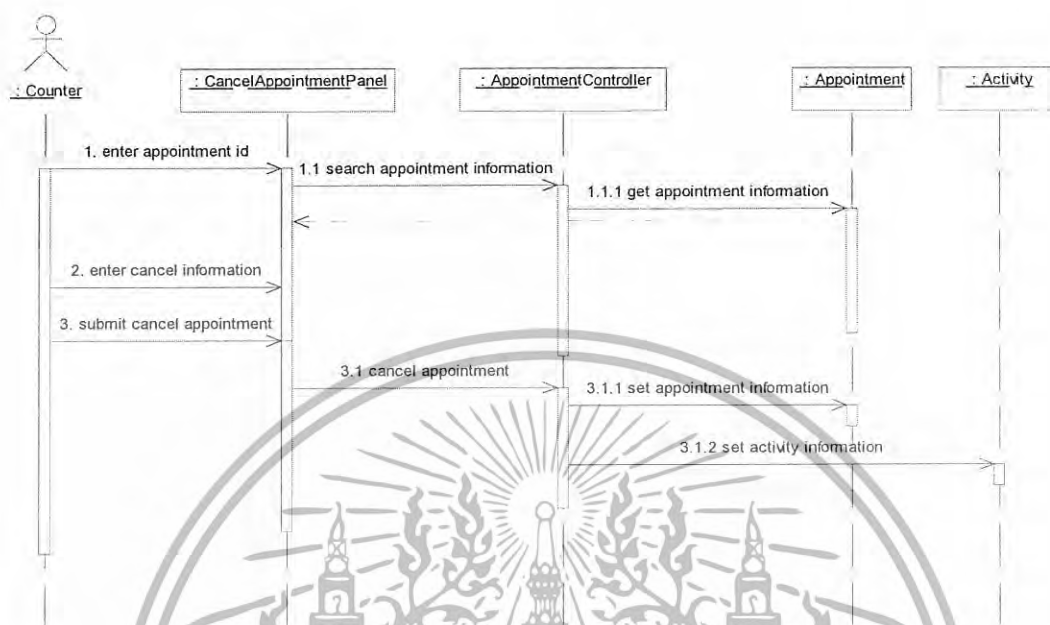 : Counter
: CancelAppointmentPanel
: AppointmentController
: Appointment
: Activity
1. enter appointment id
1.1 search appointment information
1.1.1 get appointment information
2. enter cancel information
3. submit cancel appointment
3.1 cancel appointment
3.1.1 set appointment information
3.1.2 set activity information